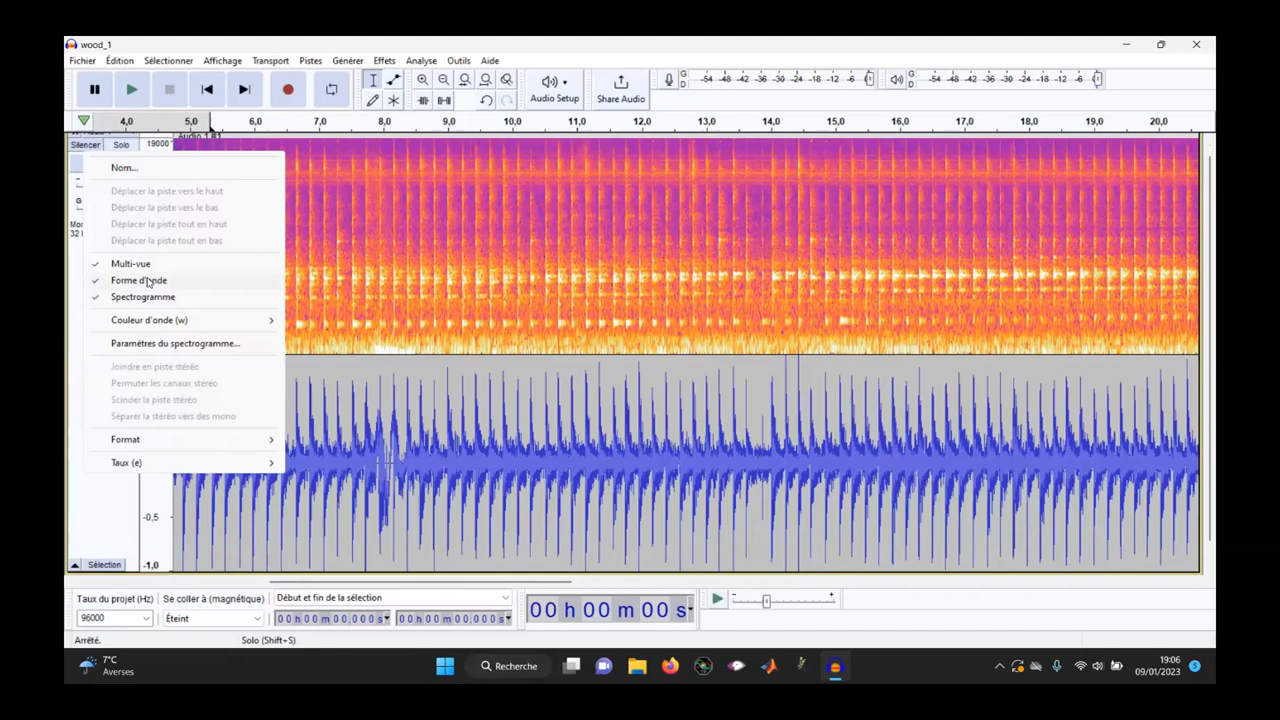 wood_1
Fichier Édition Sélectionner Affichage Transport Pistes Générer Effets Analyse Outils Aide
Audio Setup
Share Audio
G
D
-54 -48 -42 -36 -30 -24 -18 -12 -6
G
D
-54 -48 -42 -36 -30 -24 -18 -12 -6
4,0 5,0 6,0 7,0 8,0 9,0 10,0 11,0 12,0 13,0 14,0 15,0 16,0 17,0 18,0 19,0 20,0
Silencer Solo 19000
Nom...
Déplacer la piste vers le haut
Déplacer la piste vers le bas
Déplacer la piste tout en haut
Déplacer la piste tout en bas
Multi-vue
Forme d'onde
Spectrogramme
Couleur d'onde (w)
Paramètres du spectrogramme...
Joindre en piste stéréo
Permuter les canaux stéréo
Scinder la piste stéréo
Séparer la stéréo vers des mono
Format
Taux (e)
-0,5
Sélection -1,0
Taux du projet (Hz) Se coller à (magnétique) Début et fin de la sélection
96000 Éteint 00 h 00 m 00,000 s 00 h 00 m 00,000 s
00 h 00 m 00 s
Arrêté. Solo (Shift+S)
7°C
Averses
Recherche
19:06
09/01/2023
5